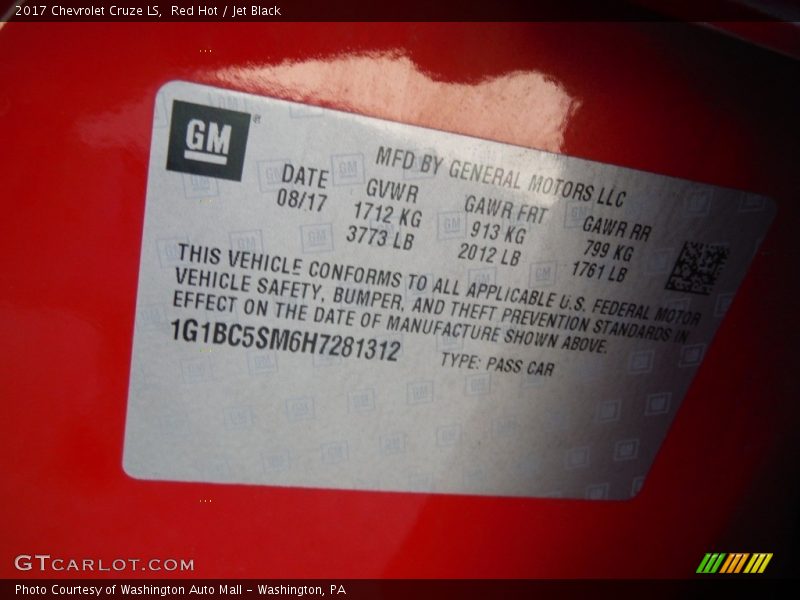 2017 Chevrolet Cruze LS,  Red Hot / Jet Black
GM
MFD BY GENERAL MOTORS LLC
DATE GVWR GAWR FRT GAWR RR
08/17 1712 KG 913 KG 799 KG
3773 LB 2012 LB 1761 LB
THIS VEHICLE CONFORMS TO ALL APPLICABLE U.S. FEDERAL MOTOR
VEHICLE SAFETY, BUMPER, AND THEFT PREVENTION STANDARDS IN
EFFECT ON THE DATE OF MANUFACTURE SHOWN ABOVE.
1G1BC5SM6H7281312 TYPE: PASS CAR
GTCARLOT.COM
Photo Courtesy of Washington Auto Mall - Washington, PA